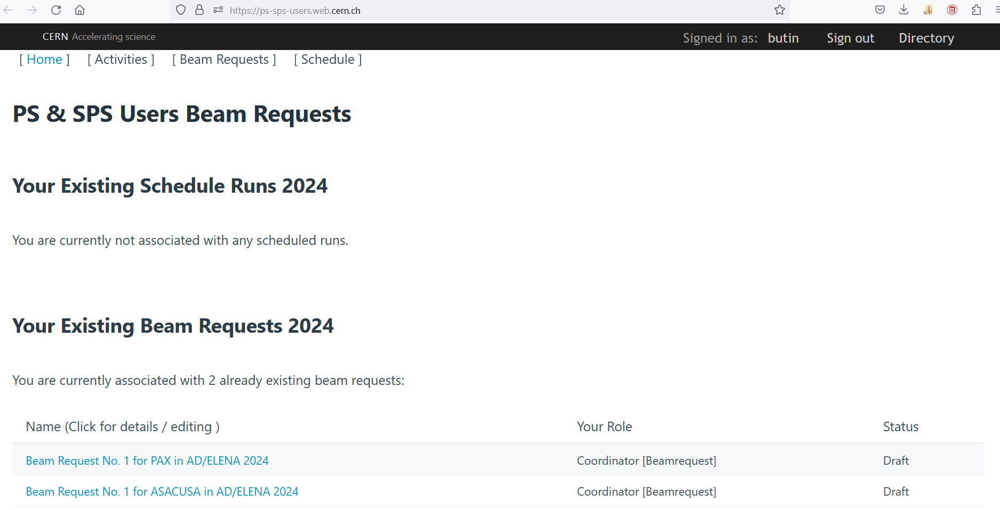 https://ps-sps-users.web.cern.ch
CERN Accelerating science
Signed in as: butin Sign out Directory
[ Home ] [ Activities ] [ Beam Requests ] [ Schedule ]
PS & SPS Users Beam Requests
Your Existing Schedule Runs 2024
You are currently not associated with any scheduled runs.
Your Existing Beam Requests 2024
You are currently associated with 2 already existing beam requests:
Name (Click for details / editing ) Your Role Status
Beam Request No. 1 for PAX in AD/ELENA 2024 Coordinator [Beamrequest] Draft
Beam Request No. 1 for ASACUSA in AD/ELENA 2024 Coordinator [Beamrequest] Draft